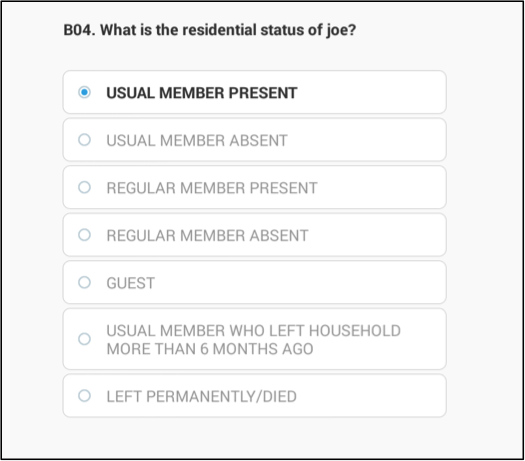 B04. What is the residential status of joe?
USUAL MEMBER PRESENT
USUAL MEMBER ABSENT
REGULAR MEMBER PRESENT
REGULAR MEMBER ABSENT
GUEST
USUAL MEMBER WHO LEFT HOUSEHOLD
MORE THAN 6 MONTHS AGO
LEFT PERMANENTLY/DIED